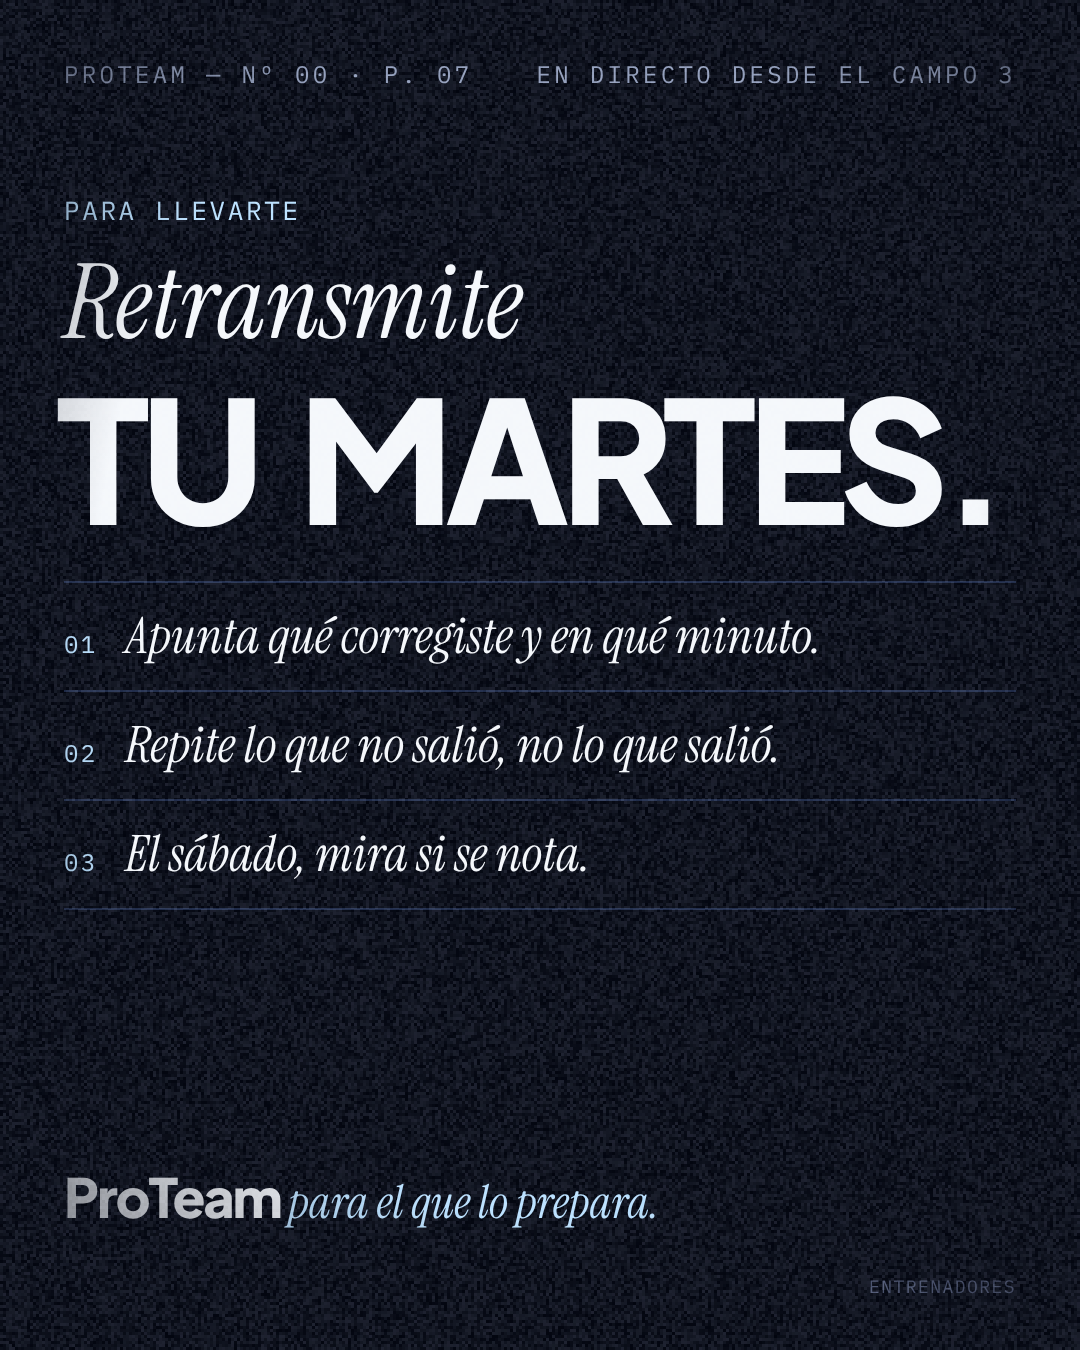 PROTEAM — Nº 00 · P. 07 EN DIRECTO DESDE EL CAMPO 3
PARA LLEVARTE
Retransmite
TU MARTES.
01 Apunta qué corregiste y en qué minuto.
02 Repite lo que no salió, no lo que salió.
03 El sábado, mira si se nota.
ProTeam para el que lo prepara.
ENTRENADORES